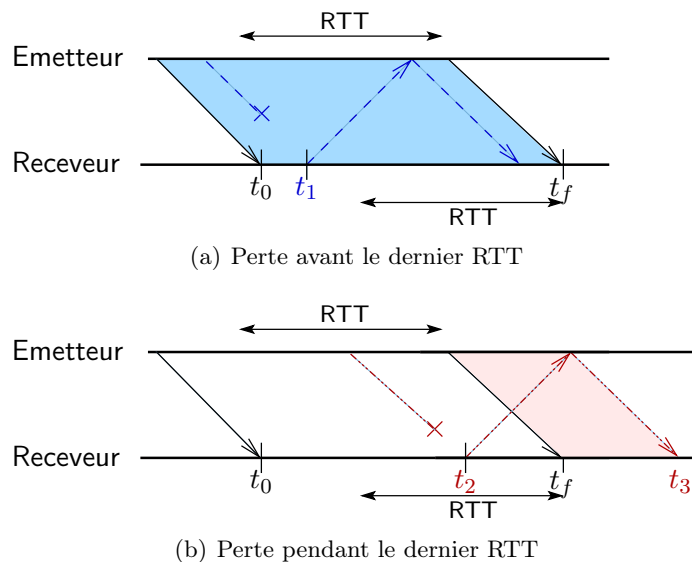 RTT
Emetteur
Receveur
t0 t1 tf
RTT
(a) Perte avant le dernier RTT
RTT
Emetteur
Receveur
t0 t2 tf t3
RTT
(b) Perte pendant le dernier RTT